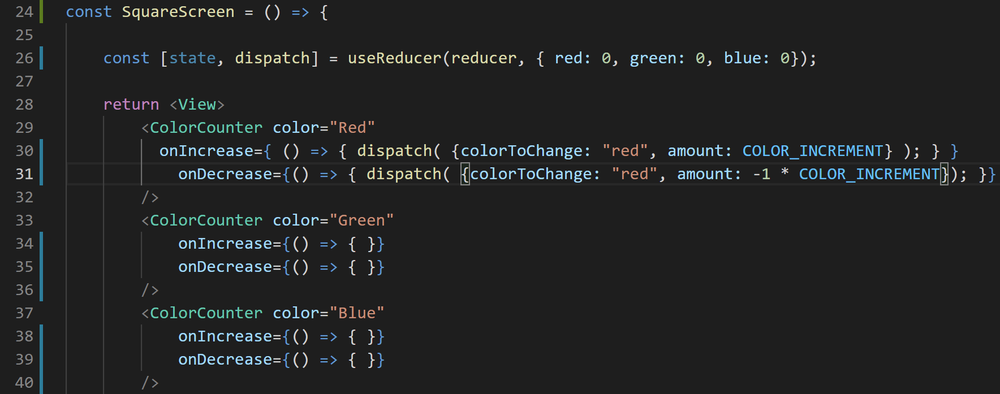 24 const SquareScreen = () => {
25
26 const [state, dispatch] = useReducer(reducer, { red: 0, green: 0, blue: 0});
27
28 return <View>
29 <ColorCounter color="Red"
30 onIncrease={ () => { dispatch( {colorToChange: "red", amount: COLOR_INCREMENT} ); } }
31 onDecrease={() => { dispatch( {colorToChange: "red", amount: -1 * COLOR_INCREMENT}); }}
32 />
33 <ColorCounter color="Green"
34 onIncrease={() => { }}
35 onDecrease={() => { }}
36 />
37 <ColorCounter color="Blue"
38 onIncrease={() => { }}
39 onDecrease={() => { }}
40 />